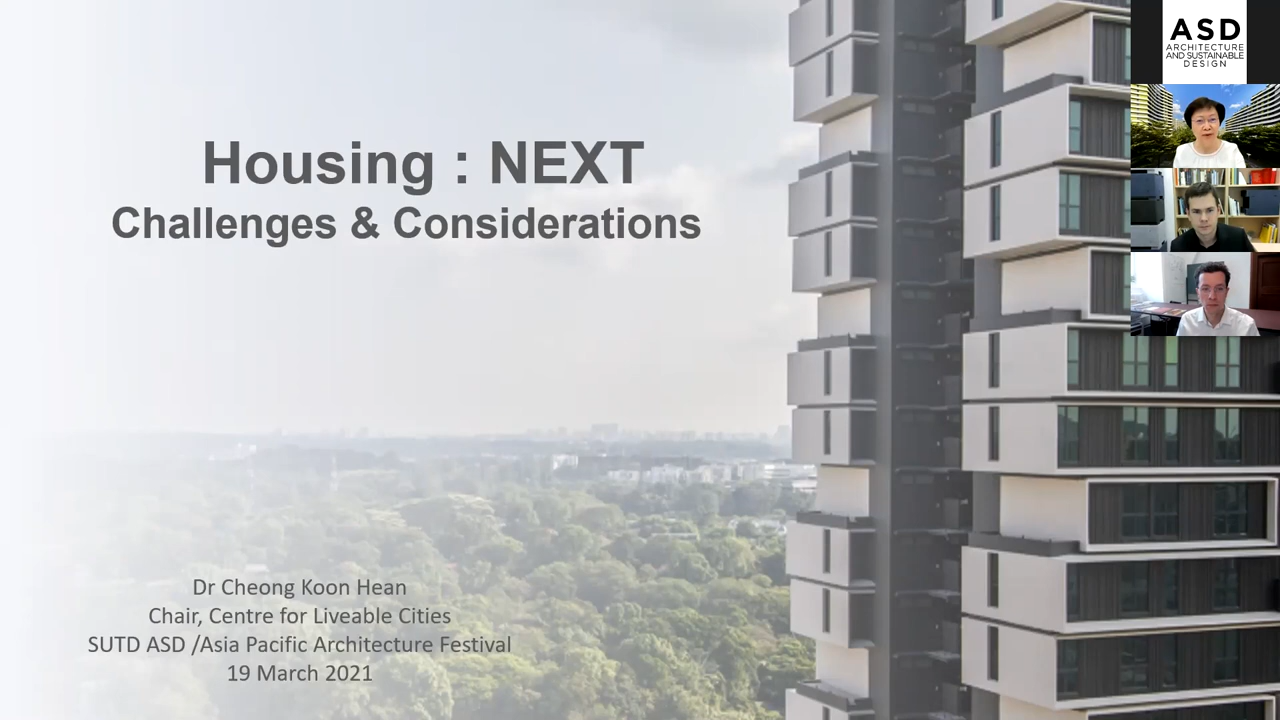 Housing : NEXT
Challenges & Considerations
Dr Cheong Koon Hean
Chair, Centre for Liveable Cities
SUTD ASD /Asia Pacific Architecture Festival
19 March 2021
ASD
ARCHITECTURE
AND SUSTAINABLE
DESIGN